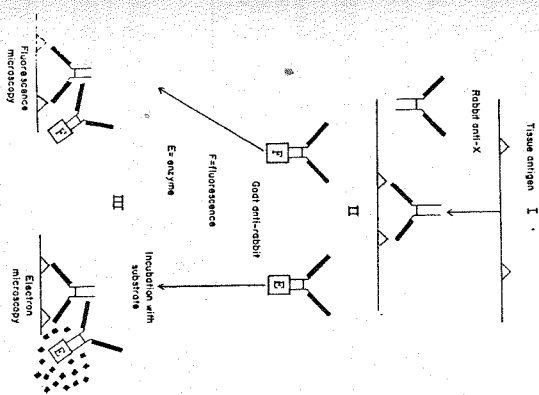 Tissue antigen
I.
Rabbit anti-X
II
Goat anti-rabbit
F=fluorescence
E= enzyme
F
E
Incubation with
substrate
III
Fluorescence
microscopy
F
Electron
microscopy
E